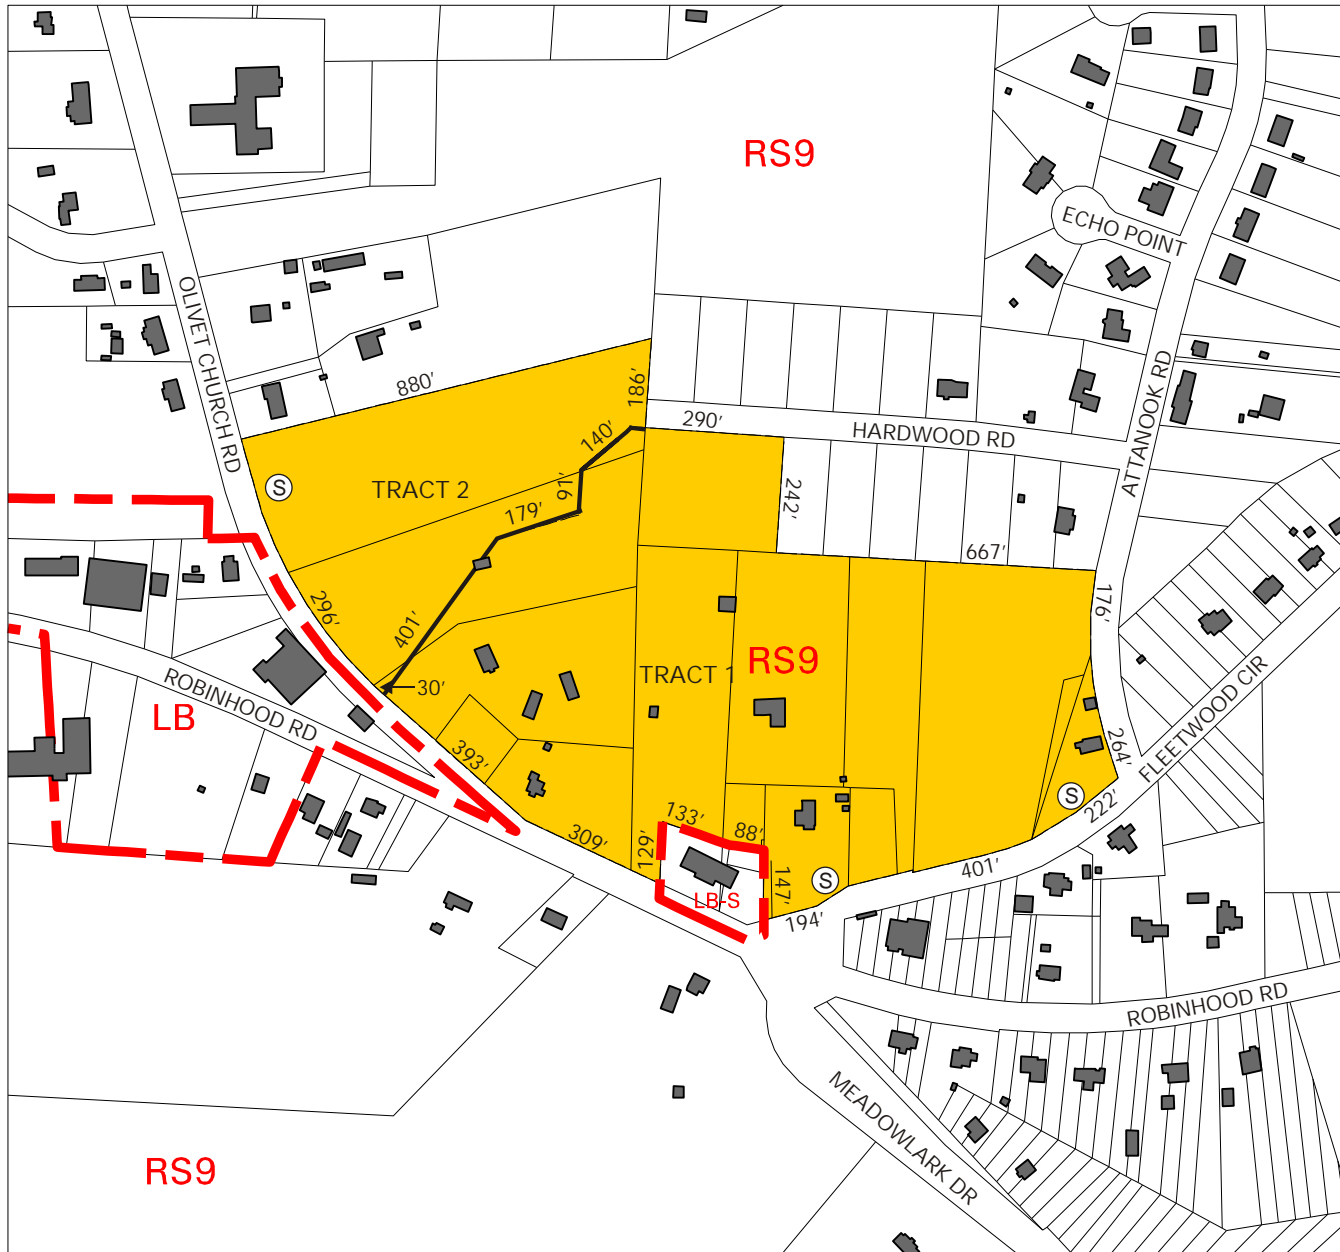 RS9
ECHO POINT
OLIVET CHURCH RD
880'
186'
290'
HARDWOOD RD
ATTANOOK RD
140'
TRACT 2
S
91'
242'
179'
667'
176'
296'
401'
TRACT 1
RS9
30'
ROBINHOOD RD
LB
FLEETWOOD CIR
264'
393'
S
222'
133'
88'
309'
129'
401'
147'
S
LB-S
194'
ROBINHOOD RD
MEADOWLARK DR
RS9